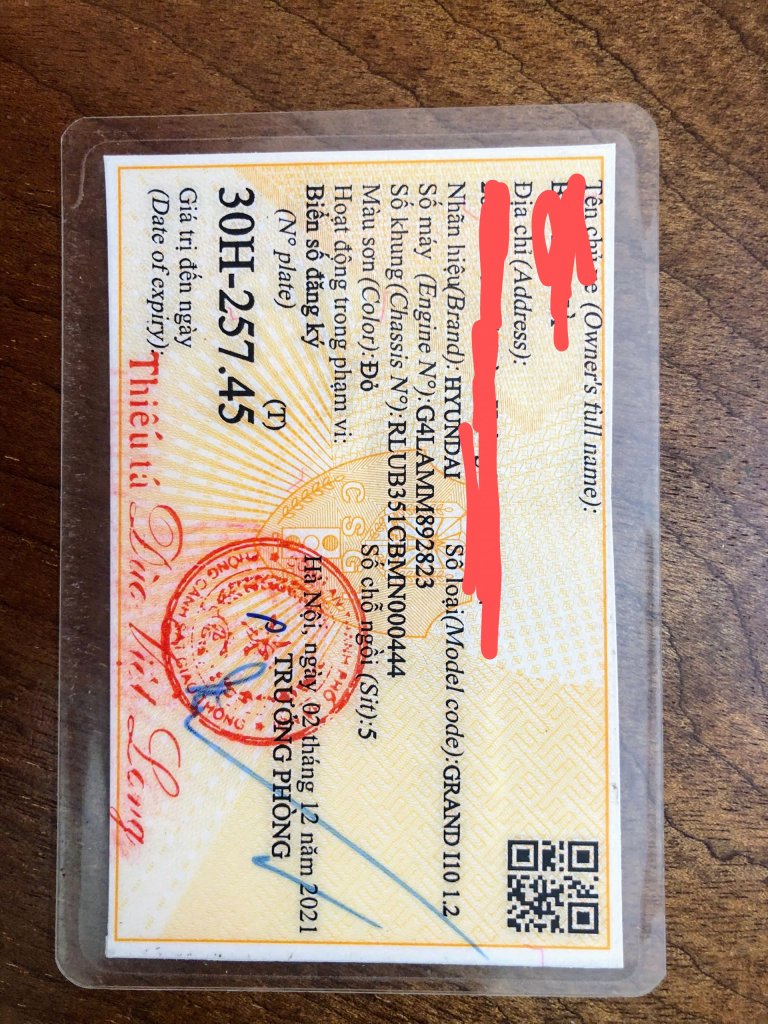 Tên chủ xe (Owner's full name):
Địa chỉ (Address):
Nhãn hiệu(Brand): HYUNDAI Số loại(Model code):GRAND I10 1.2
Số máy (Engine N°):G4LAMM892823
Số khung(Chassis N°):RLUB351CBMN000444
Màu sơn (Color):Đỏ Số chỗ ngồi (Sit):5
Hoạt động trong phạm vi:
Biển số đăng ký Hà Nội, ngày 02 tháng 12 năm 2021
(N° plate) P TRƯỞNG PHÒNG
(T)
30H-257.45
Giá trị đến ngày
(Date of expiry):
Thiếu tá